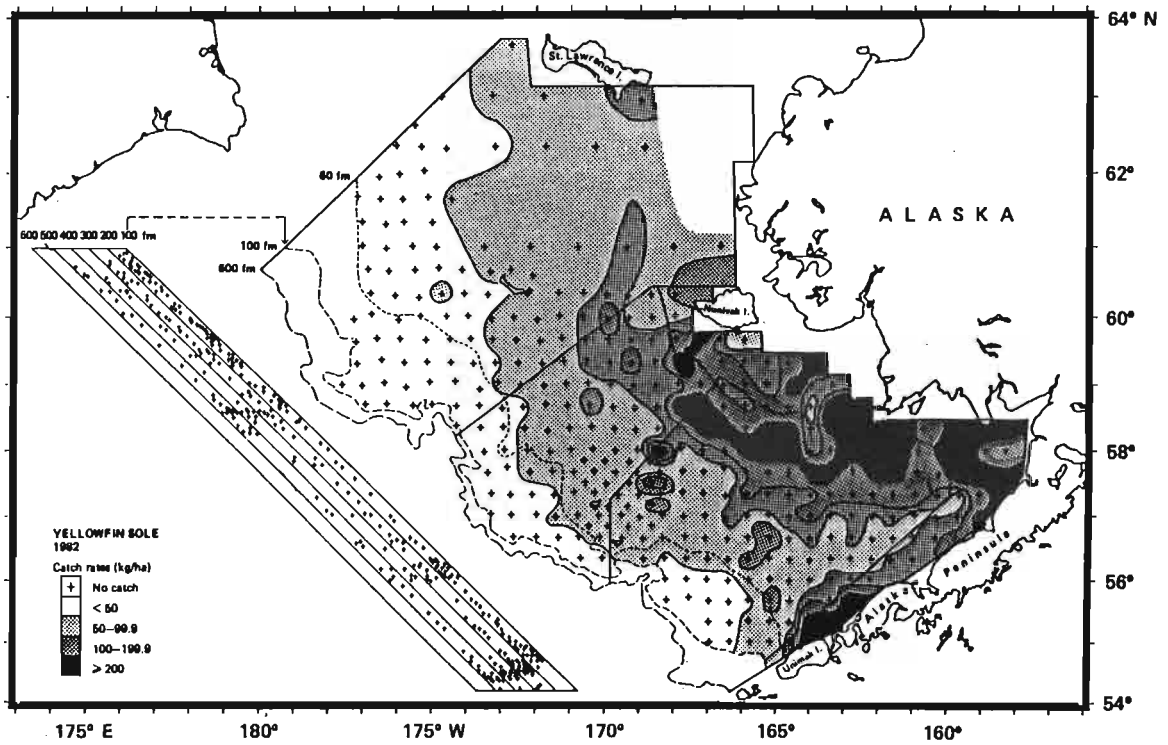 64° N
St. Lawrence I.
60 fm
62°
ALASKA
600 500 400 300 200 100 fm
100 fm
600 fm
Nunivak I.
60°
58°
YELLOWFIN SOLE
1982
Catch rates (kg/ha)
+ No catch
< 50
50–99.9
100–199.9
≥ 200
Alaska Peninsula
56°
Unimak I.
54°
175° E 180° 175° W 170° 165° 160°